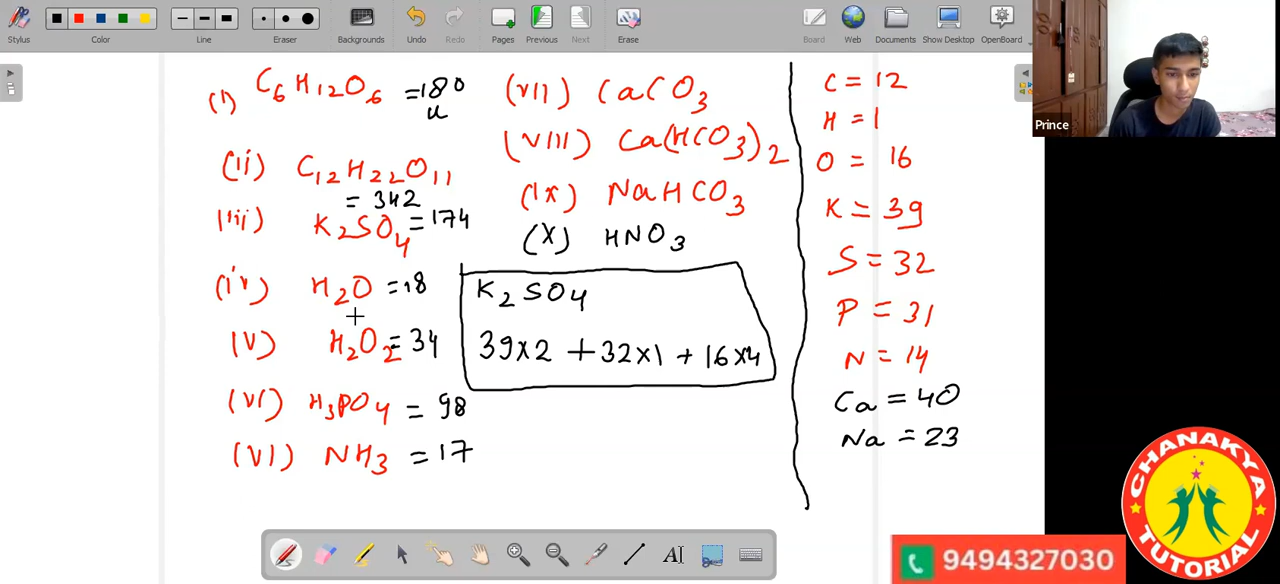 Stylus
Color
Line
Eraser
Backgrounds
Undo
Redo
Pages
Previous
Next
Erase
Board
Web
Documents
Show Desktop
OpenBoard
Prince
(i) C6H12O6 = 180 u
(ii) C12H22O11 = 342
(iii) K2SO4 = 174
(iv) H2O = 18
(v) H2O2 = 34
(vi) H3PO4 = 98
(vi) NH3 = 17
(vii) CaCO3
(viii) Ca(HCO3)2
(ix) NaHCO3
(x) HNO3
K2SO4
39x2 + 32x1 + 16x4
C = 12
H = 1
O = 16
K = 39
S = 32
P = 31
N = 14
Ca = 40
Na = 23
CHANAKYA
TUTORIAL
9494327030